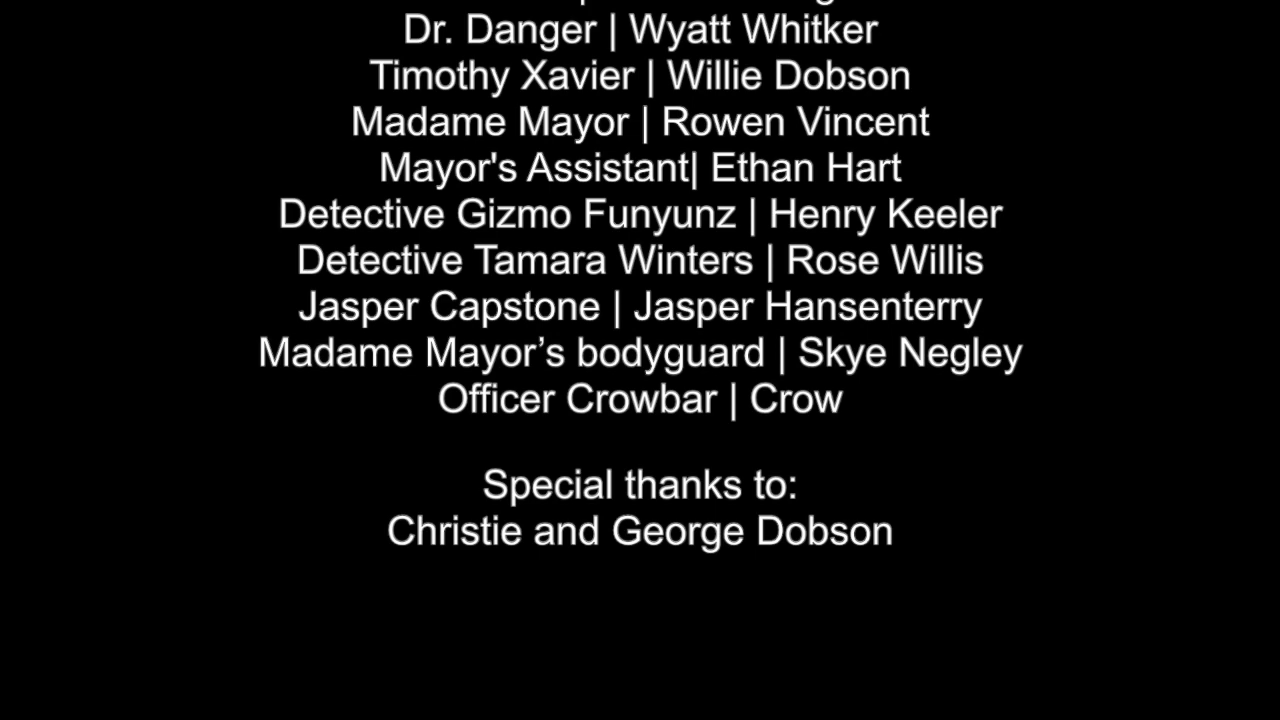 Dr. Danger | Wyatt Whitker
Timothy Xavier | Willie Dobson
Madame Mayor | Rowen Vincent
Mayor's Assistant| Ethan Hart
Detective Gizmo Funyunz | Henry Keeler
Detective Tamara Winters | Rose Willis
Jasper Capstone | Jasper Hansenterry
Madame Mayor’s bodyguard | Skye Negley
Officer Crowbar | Crow
Special thanks to:
Christie and George Dobson